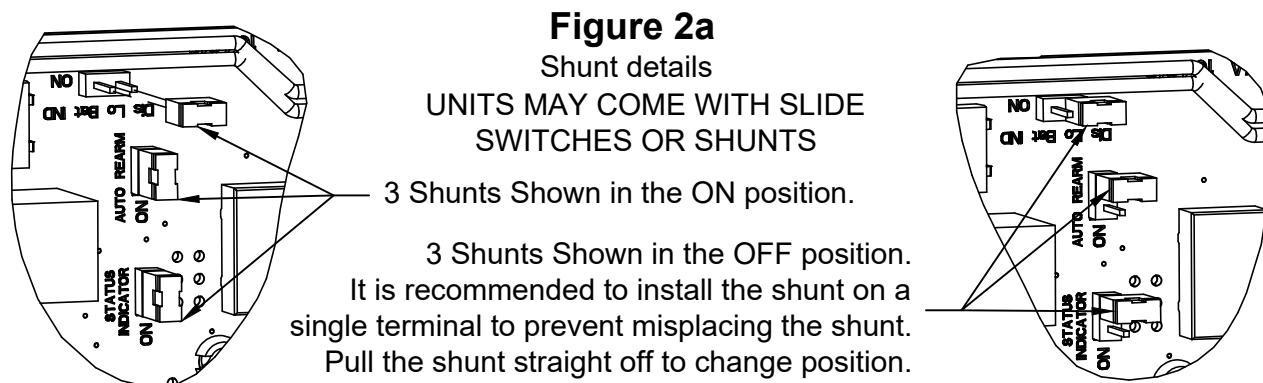 Figure 2a
Shunt details
UNITS MAY COME WITH SLIDE
SWITCHES OR SHUNTS
3 Shunts Shown in the ON position.
3 Shunts Shown in the OFF position.
It is recommended to install the shunt on a
single terminal to prevent misplacing the shunt.
Pull the shunt straight off to change position.
ON
Dis Lo Bat IND
AUTO REARM
ON
STATUS
INDICATOR
ON
ON
Dis Lo Bat IND
AUTO REARM
ON
STATUS
INDICATOR
ON